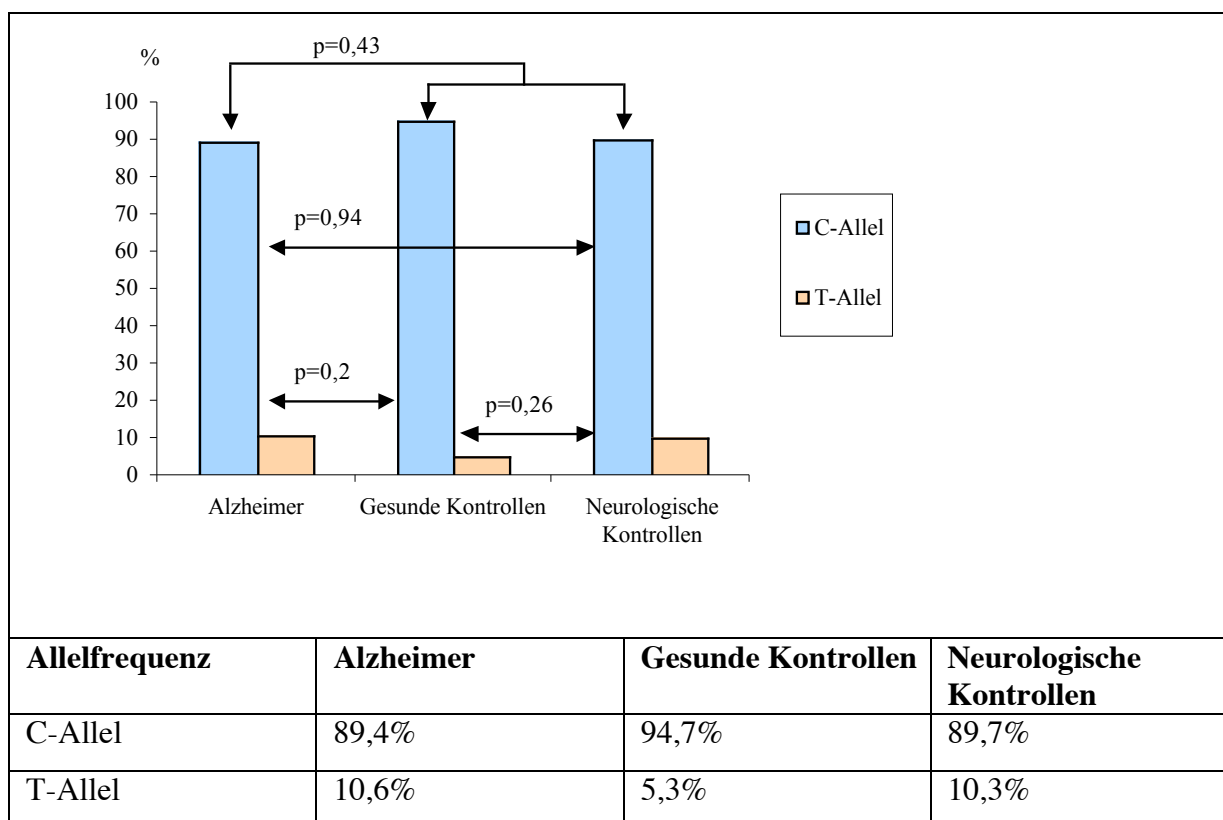 %
p=0,43
100
90
80
70
60
50
40
30
20
10
0
p=0,94
p=0,2
p=0,26
C-Allel
T-Allel
Alzheimer
Gesunde Kontrollen
Neurologische
Kontrollen
Allelfrequenz Alzheimer Gesunde Kontrollen Neurologische
Kontrollen
C-Allel 89,4% 94,7% 89,7%
T-Allel 10,6% 5,3% 10,3%